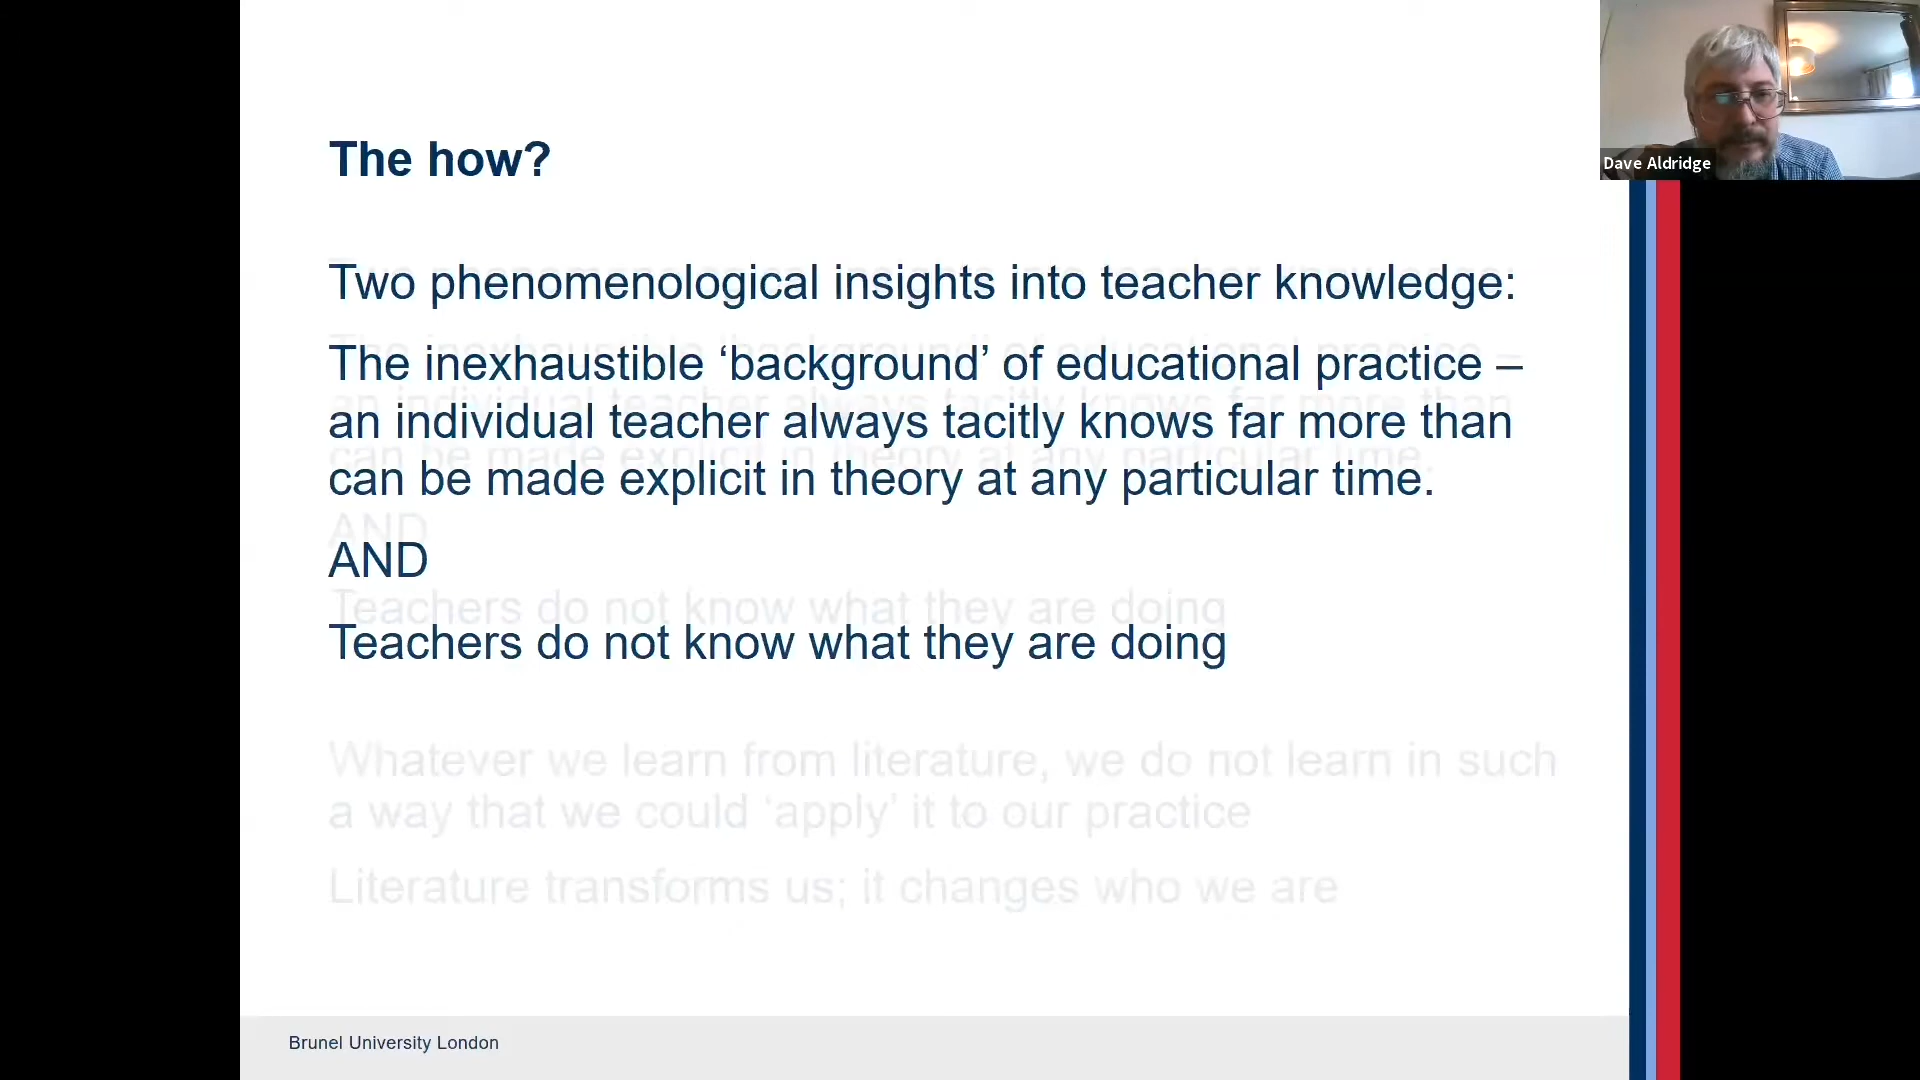 Dave Aldridge
The how?
Two phenomenological insights into teacher knowledge:
The inexhaustible ‘background’ of educational practice –
an individual teacher always tacitly knows far more than
can be made explicit in theory at any particular time.
AND
Teachers do not know what they are doing
Whatever we learn from literature, we do not learn in such
a way that we could ‘apply’ it to our practice
Literature transforms us; it changes who we are
Brunel University London